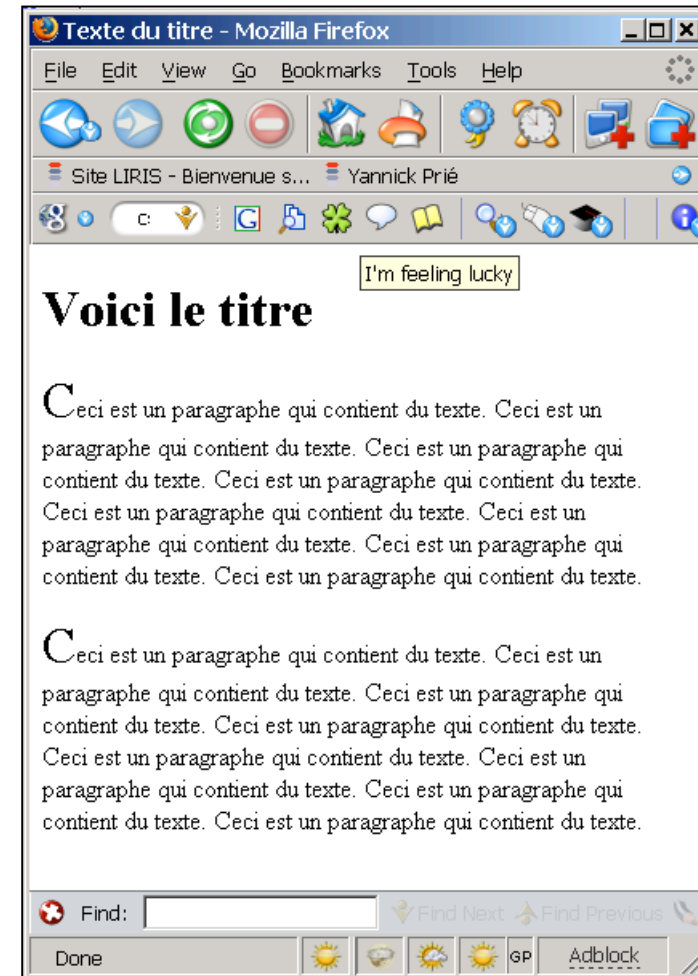 Texte du titre - Mozilla Firefox
File Edit View Go Bookmarks Tools Help
Site LIRIS - Bienvenue s... Yannick Prié
c:
I'm feeling lucky
Voici le titre
Ceci est un paragraphe qui contient du texte. Ceci est un
paragraphe qui contient du texte. Ceci est un paragraphe qui
contient du texte. Ceci est un paragraphe qui contient du texte.
Ceci est un paragraphe qui contient du texte. Ceci est un
paragraphe qui contient du texte. Ceci est un paragraphe qui
contient du texte. Ceci est un paragraphe qui contient du texte.
Ceci est un paragraphe qui contient du texte. Ceci est un
paragraphe qui contient du texte. Ceci est un paragraphe qui
contient du texte. Ceci est un paragraphe qui contient du texte.
Ceci est un paragraphe qui contient du texte. Ceci est un
paragraphe qui contient du texte. Ceci est un paragraphe qui
contient du texte. Ceci est un paragraphe qui contient du texte.
Find: Find Next Find Previous
Done GP Adblock